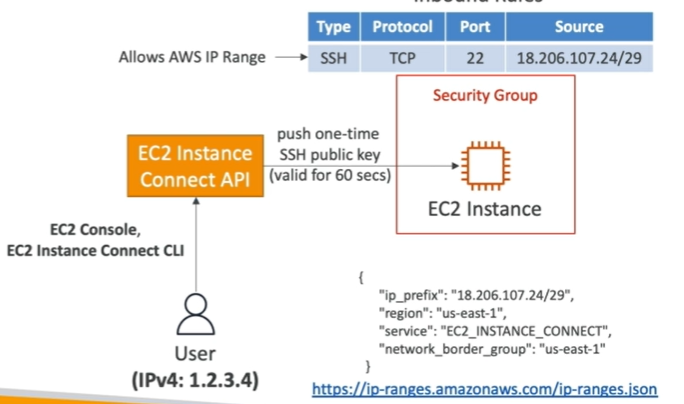 Inbound Rules
Type Protocol Port Source
Allows AWS IP Range SSH TCP 22 18.206.107.24/29
Security Group
push one-time
SSH public key
(valid for 60 secs)
EC2 Instance
Connect API
EC2 Instance
EC2 Console,
EC2 Instance Connect CLI
User
(IPv4: 1.2.3.4)
{
"ip_prefix": "18.206.107.24/29",
"region": "us-east-1",
"service": "EC2_INSTANCE_CONNECT",
"network_border_group": "us-east-1"
}
https://ip-ranges.amazonaws.com/ip-ranges.json